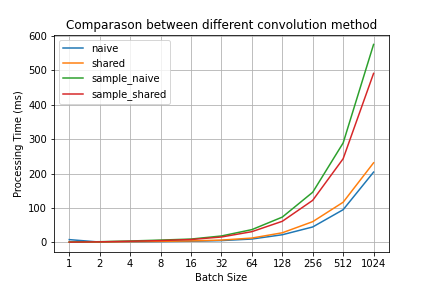 Comparason between different convolution method
Processing Time (ms)
600
500
400
300
200
100
0
naive
shared
sample_naive
sample_shared
1 2 4 8 16 32 64 128 256 512 1024
Batch Size